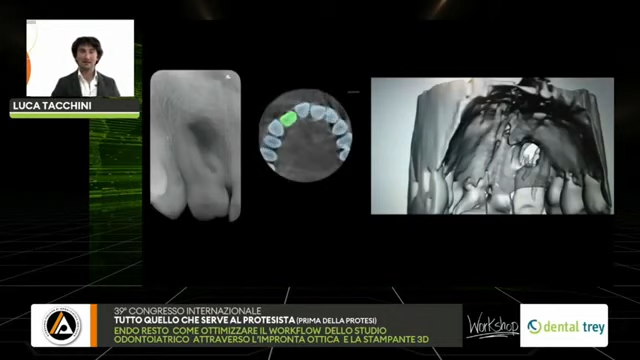 LUCA TACCHINI
39° CONGRESSO INTERNAZIONALE
TUTTO QUELLO CHE SERVE AL PROTESISTA (PRIMA DELLA PROTESI)
ENDO RESTO COME OTTIMIZZARE IL WORKFLOW DELLO STUDIO
ODONTOIATRICO ATTRAVERSO L'IMPRONTA OTTICA E LA STAMPANTE 3D
Workshop
dental trey